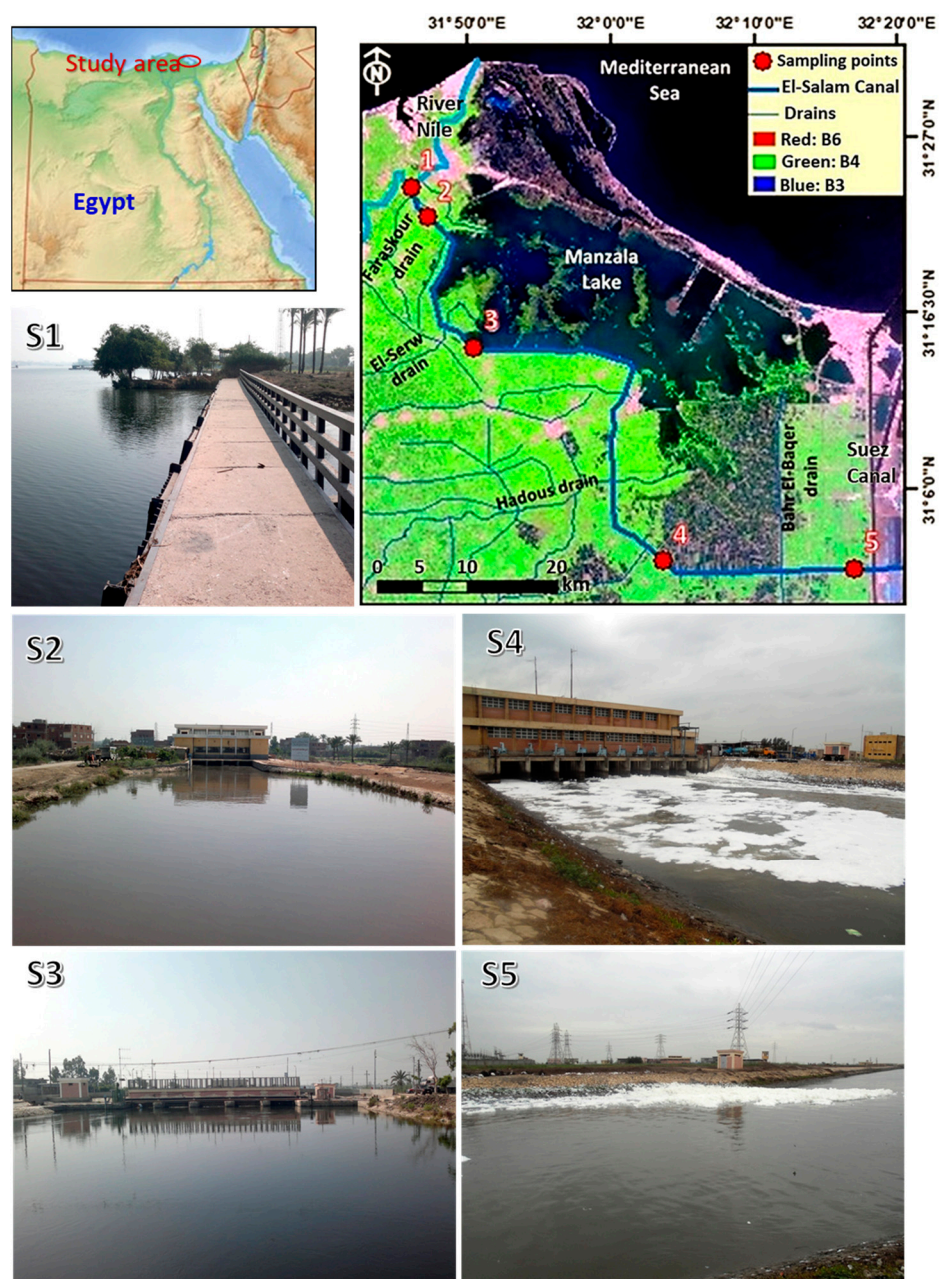 Study area
Egypt
31°50'0"E
32°0'0"E
32°10'0"E
32°20'0"E
N
Mediterranean
Sea
Sampling points
El-Salam Canal
Drains
Red: B6
Green: B4
Blue: B3
31°27'0"N
31°16'30"N
31°6'0"N
River
Nile
1
2
Faraskour
drain
Manzala
Lake
3
El-Serw
drain
Hadous drain
Bahr El-Baqer
drain
Suez
Canal
4
5
0
10
20
km
S1
S2
S4
S3
S5